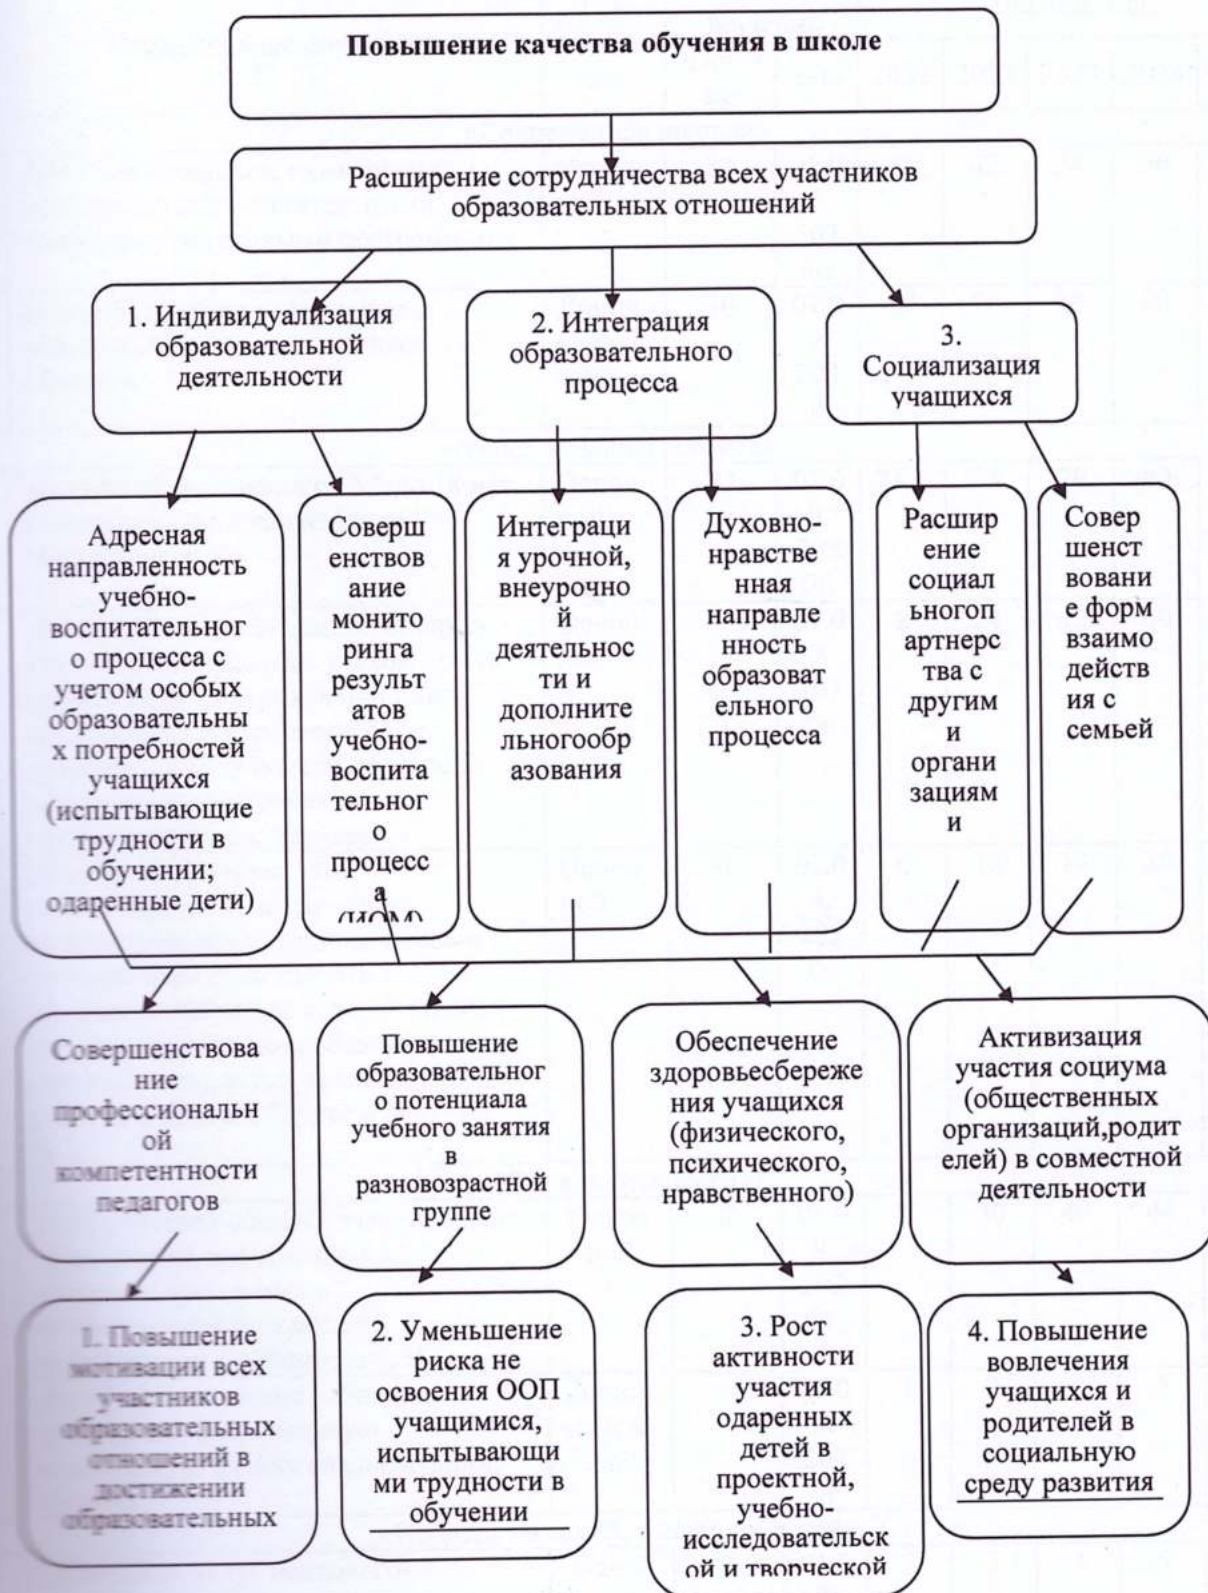 Повышение качества обучения в школе
Расширение сотрудничества всех участников
образовательных отношений
1. Индивидуализация
образовательной
деятельности
2. Интеграция
образовательного
процесса
3.
Социализация
учащихся
Адресная
направленность
учебно-
воспитательног
о процесса с
учетом особых
образовательны
х потребностей
учащихся
(испытывающие
трудности в
обучении;
одаренные дети)
Соверш
енствов
ание
монито
ринга
результ
атов
учебно-
воспита
тельног
о
процесс
а
(ИОМ)
Интеграци
я урочной,
внеурочно
й
деятельнос
ти и
дополните
льногообр
азования
Духовно-
нравстве
нная
направле
нность
образоват
ельного
процесса
Расшир
ение
социал
ьногоп
артнерс
тва с
другим
и
органи
зациям
и
Совер
шенст
вовани
е форм
взаимо
действ
ия с
семьей
Совершенствова
ние
профессиональн
ой
компетентности
педагогов
Повышение
образовательног
о потенциала
учебного занятия
в
разновозрастной
группе
Обеспечение
здоровьесбереже
ния учащихся
(физического,
психического,
нравственного)
Активизация
участия социума
(общественных
организаций,родит
елей) в совместной
деятельности
1. Повышение
мотивации всех
участников
образовательных
отношений в
достижении
образовательных
2. Уменьшение
риска не
освоения ООП
учащимися,
испытывающи
ми трудности в
обучении
3. Рост
активности
участия
одаренных
детей в
проектной,
учебно-
исследовательск
ой и творческой
4. Повышение
вовлечения
учащихся и
родителей в
социальную
среду развития